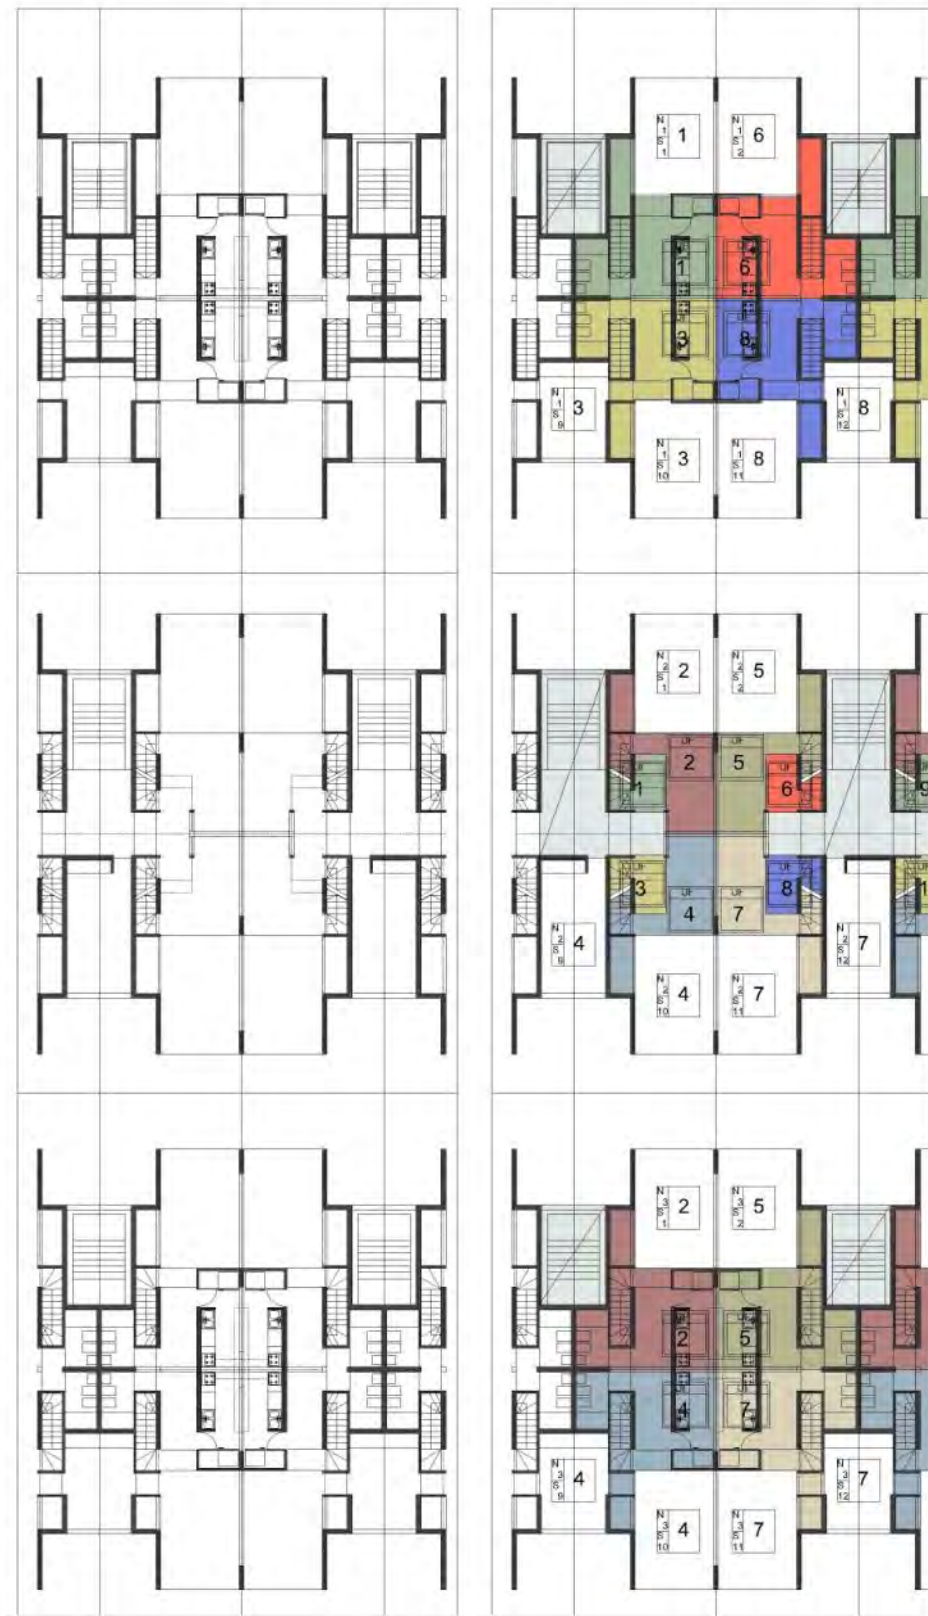 N 1 S 1 1
N 1 S 2 6
1 6
3 8
N 1 S 9 3
N 1 S 12 8
N 1 S 10 3
N 1 S 11 8
N 2 S 1 2
N 2 S 2 5
2 5
1 6 9
3 8 1
4 7
N 2 S 9 4
N 2 S 12 7
N 2 S 10 4
N 2 S 11 7
N 3 S 1 2
N 3 S 2 5
2 5
4 7
N 3 S 9 4
N 3 S 12 7
N 3 S 10 4
N 3 S 11 7